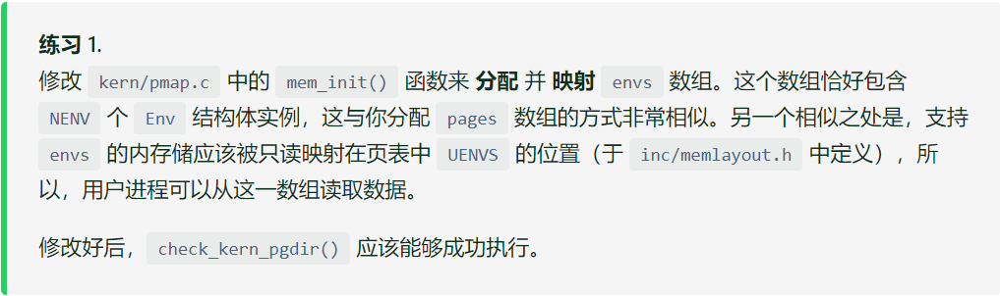 练习 1.
修改 kern/pmap.c 中的 mem_init() 函数来 分配 并 映射 envs 数组。这个数组恰好包含
NENV 个 Env 结构体实例，这与你分配 pages 数组的方式非常相似。另一个相似之处是，支持
envs 的内存储应该被只读映射在页表中 UENVS 的位置（于 inc/memlayout.h 中定义），所
以，用户进程可以从这一数组读取数据。
修改好后，check_kern_pgdir() 应该能够成功执行。